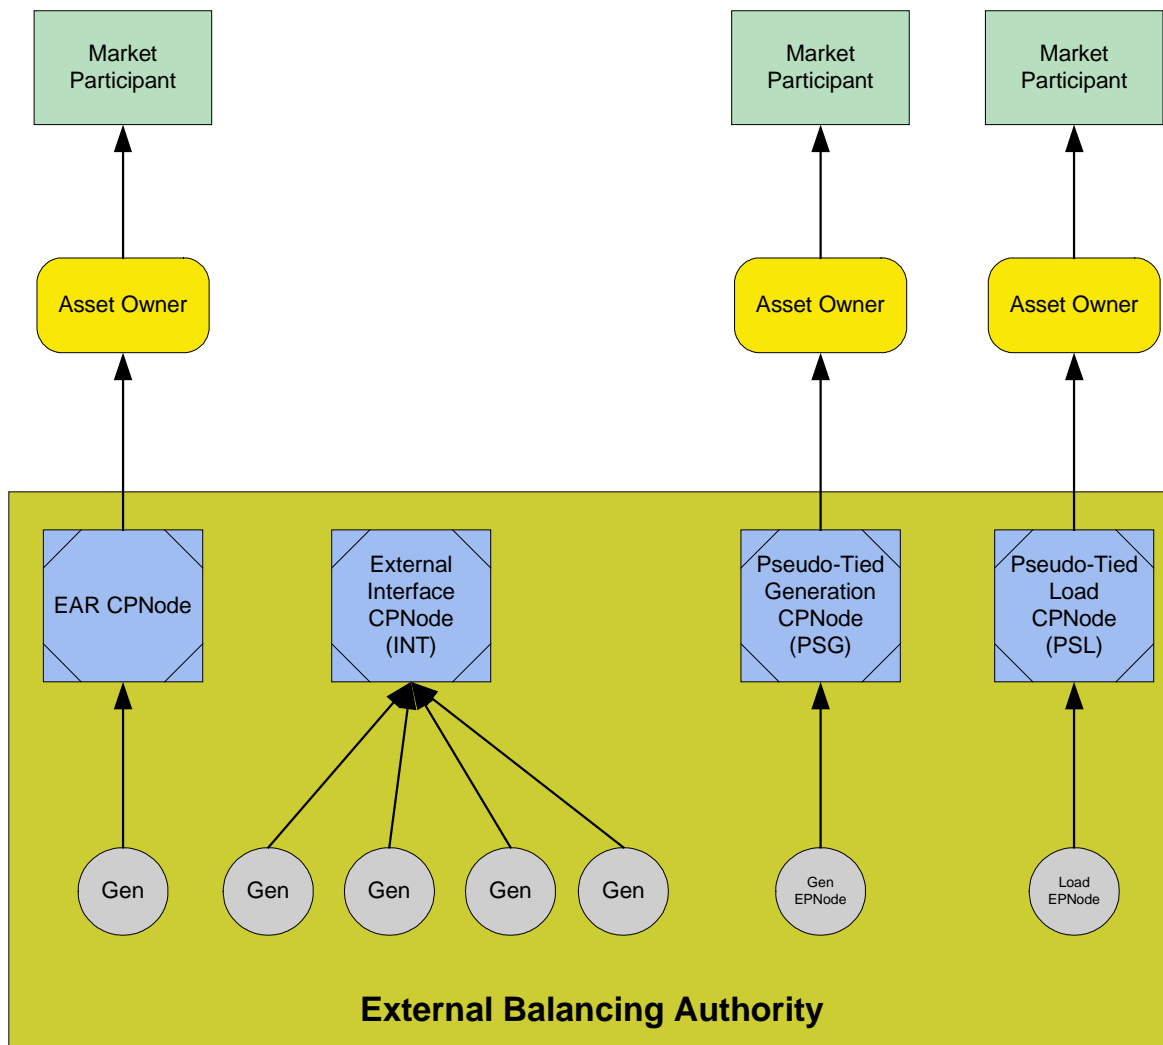 Market
Participant
Market
Participant
Market
Participant
Asset Owner
Asset Owner
Asset Owner
EAR CPNode
External
Interface
CPNode
(INT)
Pseudo-Tied
Generation
CPNode
(PSG)
Pseudo-Tied
Load
CPNode
(PSL)
Gen
Gen
Gen
Gen
Gen
Gen
EPNode
Load
EPNode
External Balancing Authority